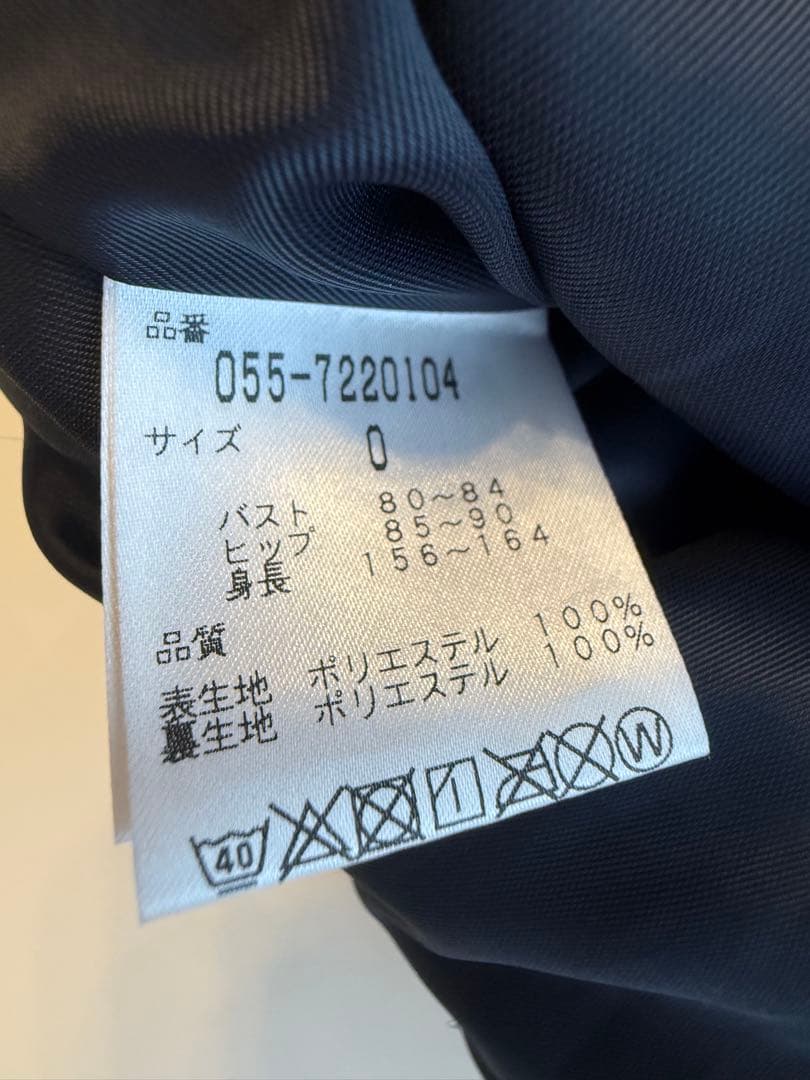 品番
055-7220104
サイズ 0
バスト 80～84
ヒップ 85～90
身長 156～164
品質
表生地 ポリエステル 100%
裏生地 ポリエステル 100%
40
W